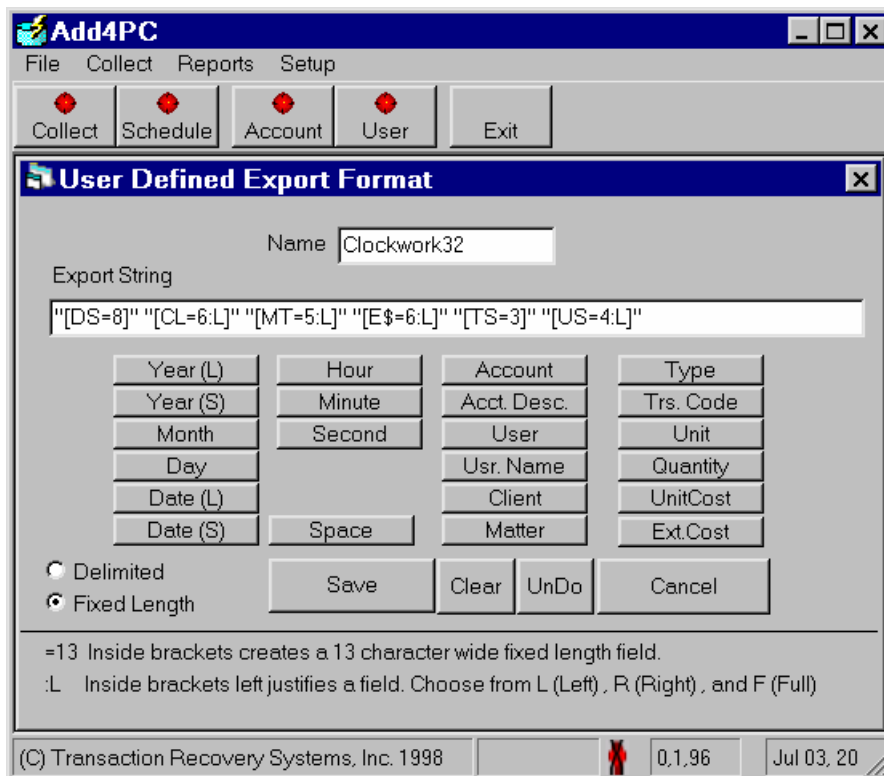 Add4PC
File Collect Reports Setup
Collect Schedule Account User Exit
User Defined Export Format
Name Clockwork32
Export String
"[DS=8]" "[CL=6:L]" "[MT=5:L]" "[E$=6:L]" "[TS=3]" "[US=4:L]"
Year (L) Hour Account Type
Year (S) Minute Acct. Desc. Trs. Code
Month Second User Unit
Day Usr. Name Quantity
Date (L) Client UnitCost
Date (S) Space Matter Ext.Cost
Delimited
Fixed Length
Save Clear UnDo Cancel
=13 Inside brackets creates a 13 character wide fixed length field.
:L Inside brackets left justifies a field. Choose from L (Left) , R (Right) , and F (Full)
(C) Transaction Recovery Systems, Inc. 1998 0,1,96 Jul 03, 20